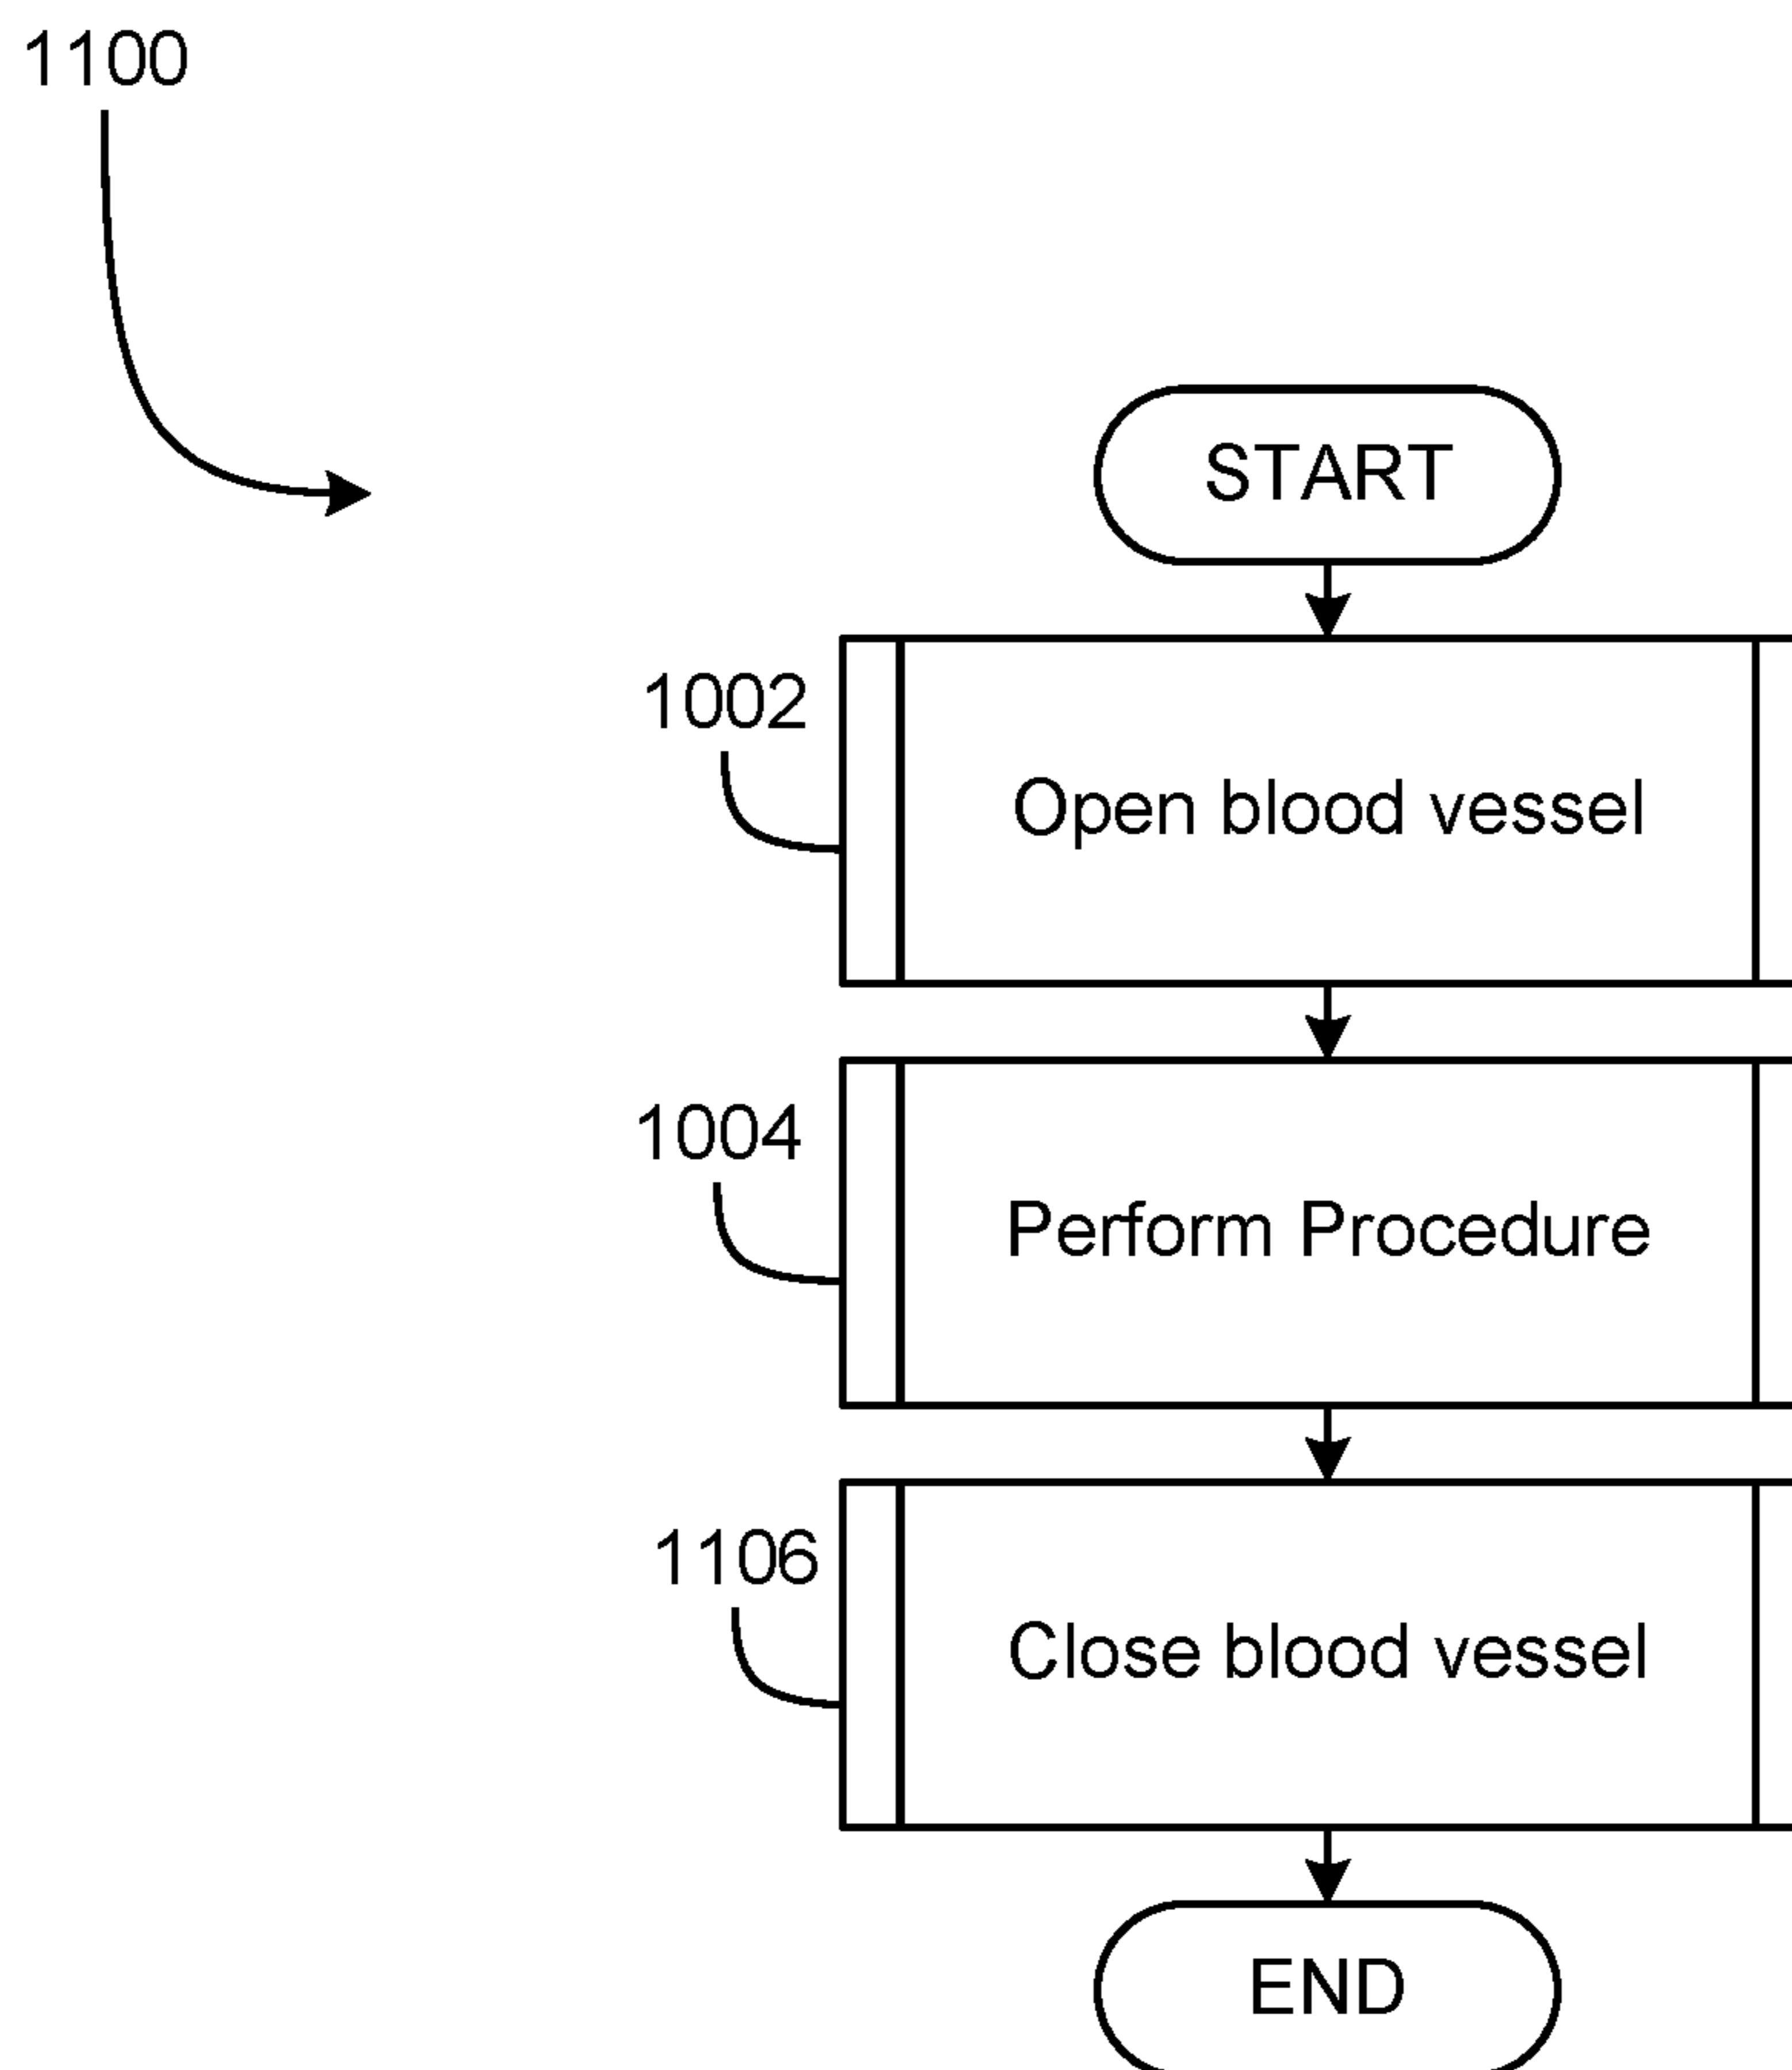 1100
START
1002
Open blood vessel
1004
Perform Procedure
1106
Close blood vessel
END